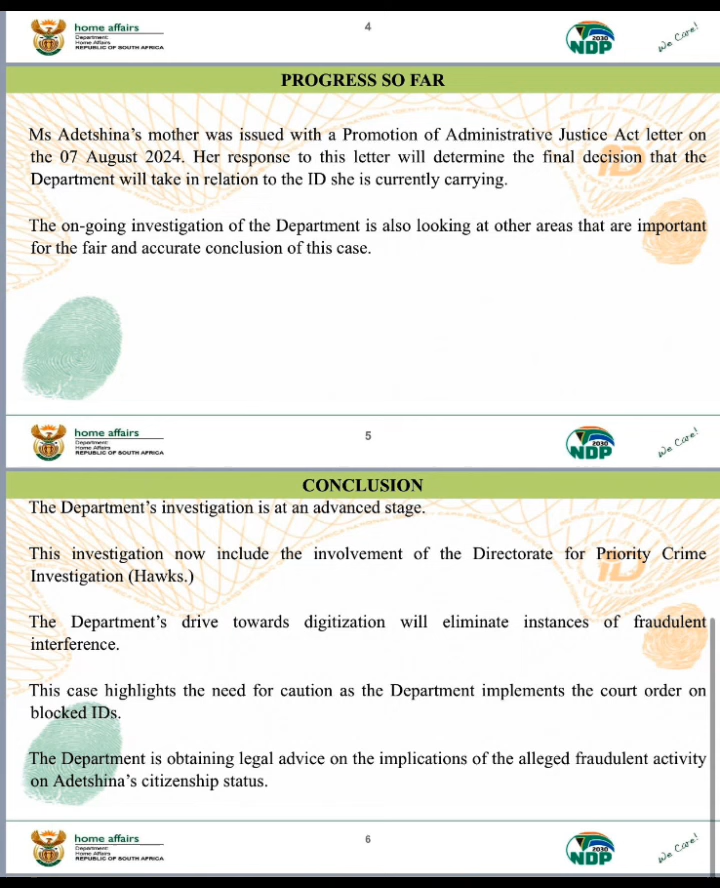 home affairs
Department:
Home Affairs
REPUBLIC OF SOUTH AFRICA
4
2030
NDP
We Care!
PROGRESS SO FAR
Ms Adetshina’s mother was issued with a Promotion of Administrative Justice Act letter on
the 07 August 2024. Her response to this letter will determine the final decision that the
Department will take in relation to the ID she is currently carrying.
The on-going investigation of the Department is also looking at other areas that are important
for the fair and accurate conclusion of this case.
iD
home affairs
Department:
Home Affairs
REPUBLIC OF SOUTH AFRICA
5
2030
NDP
We Care!
CONCLUSION
The Department’s investigation is at an advanced stage.
This investigation now include the involvement of the Directorate for Priority Crime
Investigation (Hawks.)
iD
The Department’s drive towards digitization will eliminate instances of fraudulent
interference.
This case highlights the need for caution as the Department implements the court order on
blocked IDs.
The Department is obtaining legal advice on the implications of the alleged fraudulent activity
on Adetshina’s citizenship status.
home affairs
Department:
Home Affairs
REPUBLIC OF SOUTH AFRICA
6
2030
NDP
We Care!